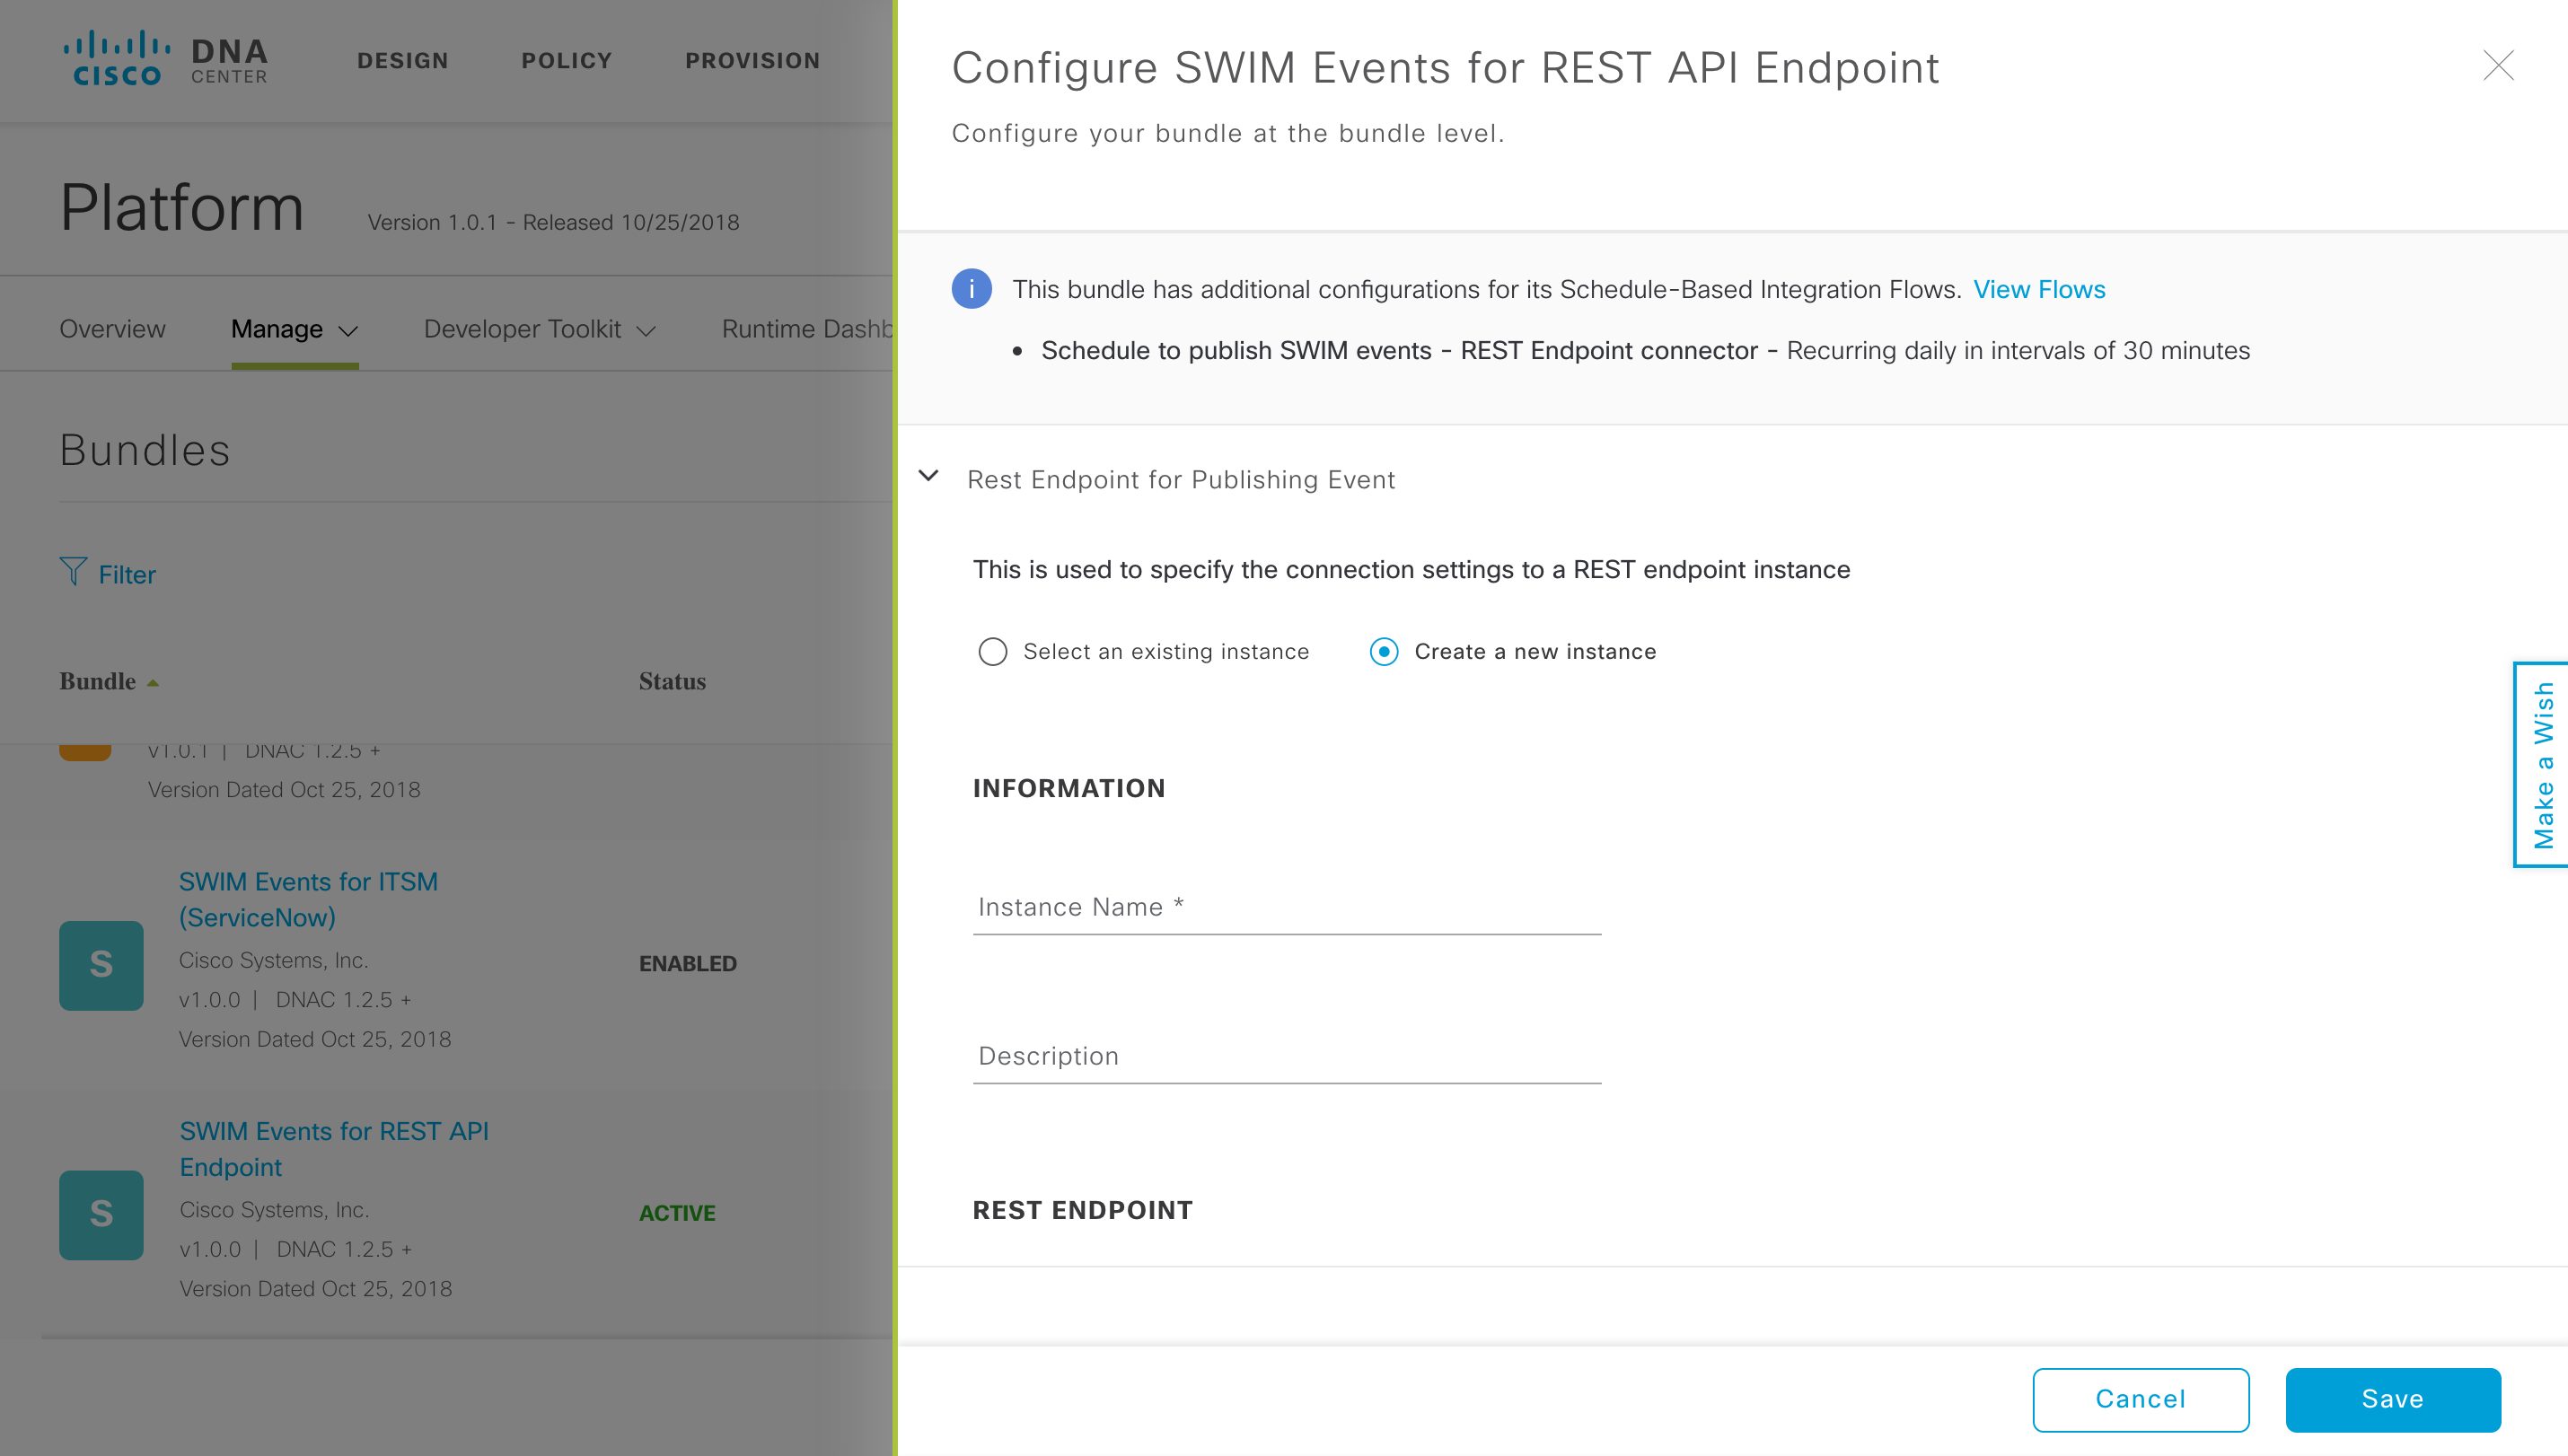 CISCO
DNA
CENTER
DESIGN
POLICY
PROVISION
Platform
Version 1.0.1 - Released 10/25/2018
Overview
Manage
Developer Toolkit
Runtime Dashb
Bundles
Filter
Bundle
Status
v1.0.1 | DNAC 1.2.5 +
Version Dated Oct 25, 2018
SWIM Events for ITSM
(ServiceNow)
S
Cisco Systems, Inc.
ENABLED
v1.0.0 | DNAC 1.2.5 +
Version Dated Oct 25, 2018
SWIM Events for REST API
Endpoint
S
Cisco Systems, Inc.
ACTIVE
v1.0.0 | DNAC 1.2.5 +
Version Dated Oct 25, 2018
Configure SWIM Events for REST API Endpoint
Configure your bundle at the bundle level.
i
This bundle has additional configurations for its Schedule-Based Integration Flows. View Flows
• Schedule to publish SWIM events - REST Endpoint connector - Recurring daily in intervals of 30 minutes
Rest Endpoint for Publishing Event
This is used to specify the connection settings to a REST endpoint instance
Select an existing instance
Create a new instance
INFORMATION
Instance Name *
Description
REST ENDPOINT
Make a Wish
Cancel
Save